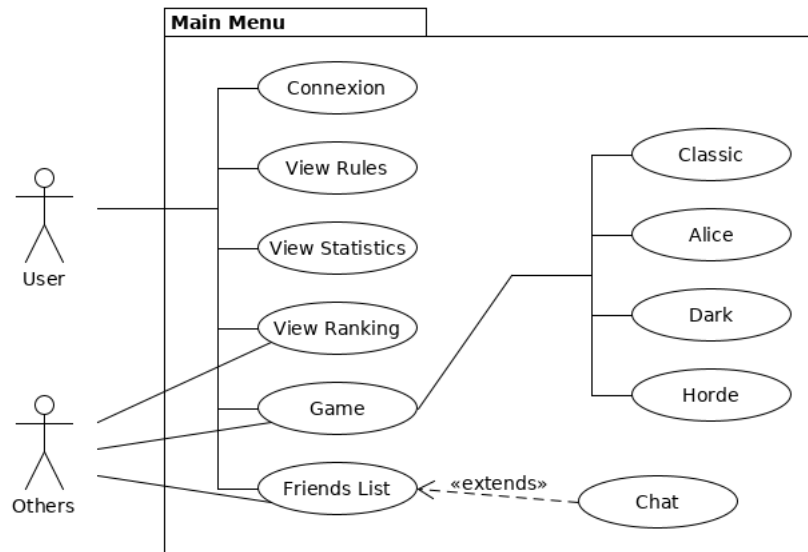 Main Menu
Connexion
View Rules
View Statistics
View Ranking
Game
Friends List
Classic
Alice
Dark
Horde
«extends»
Chat
User
Others